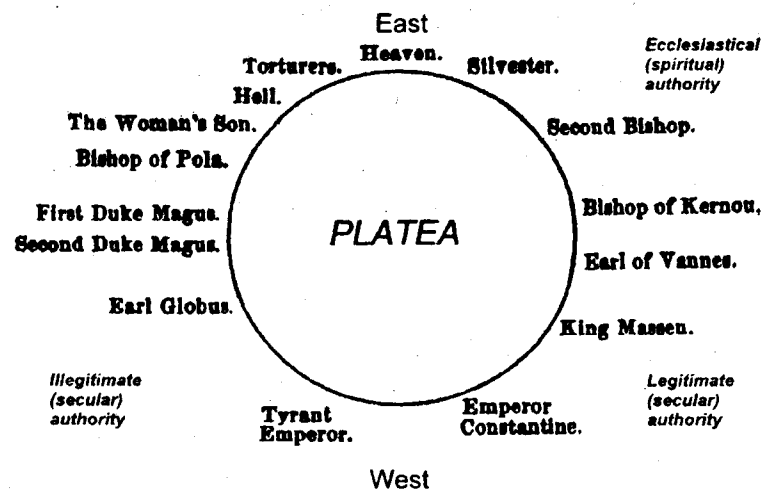 East
Heaven.
Torturers.
Silvester.
Ecclesiastical
(spiritual)
authority
Hell.
The Woman's Son.
Second Bishop.
Bishop of Pola.
First Duke Magus.
Bishop of Kernou,
PLATEA
Second Duke Magus.
Earl of Vannes.
Earl Globus.
King Massen.
Illegitimate
(secular)
authority
Legitimate
(secular)
authority
Tyrant
Emperor.
Emperor
Constantine.
West